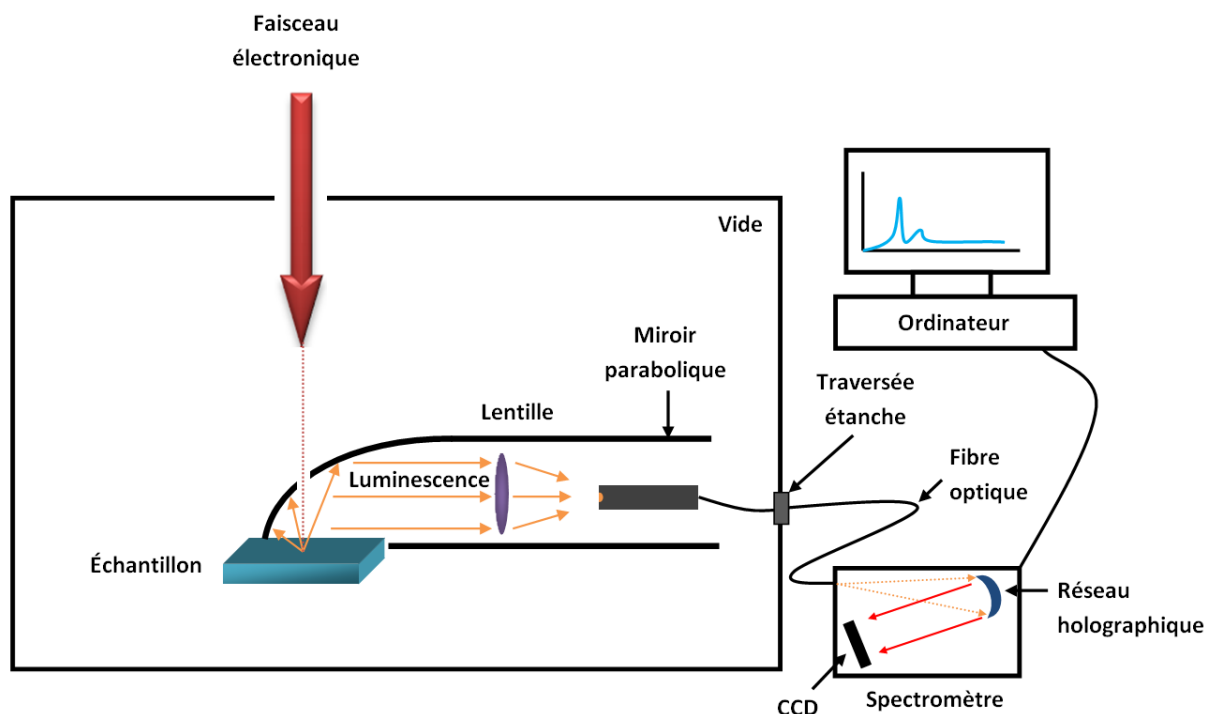 Faisceau
électronique
Vide
Ordinateur
Miroir
parabolique
Traversée
étanche
Lentille
Fibre
optique
Luminescence
Échantillon
Réseau
holographique
CCD
Spectromètre